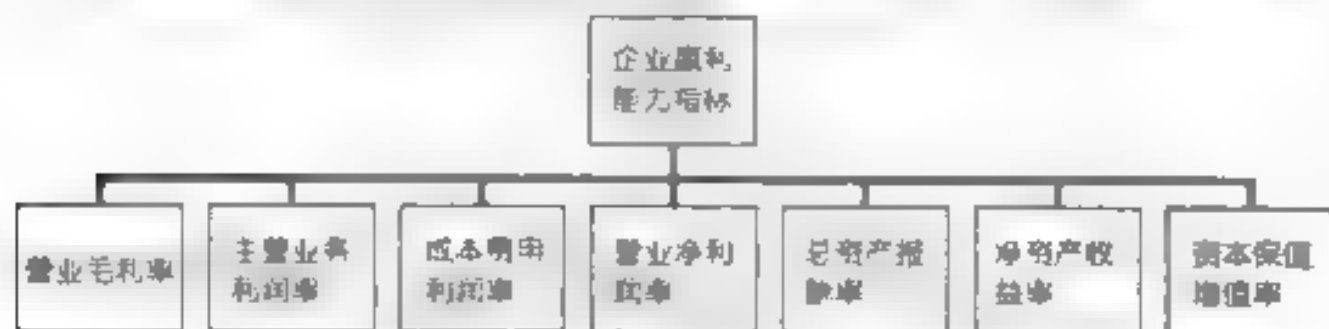 企业赢利
能力指标
营业毛利率
主营业务
利润率
成本费用
利润率
营业净利
润率
总资产报
酬率
净资产收
益率
资本保值
增值率